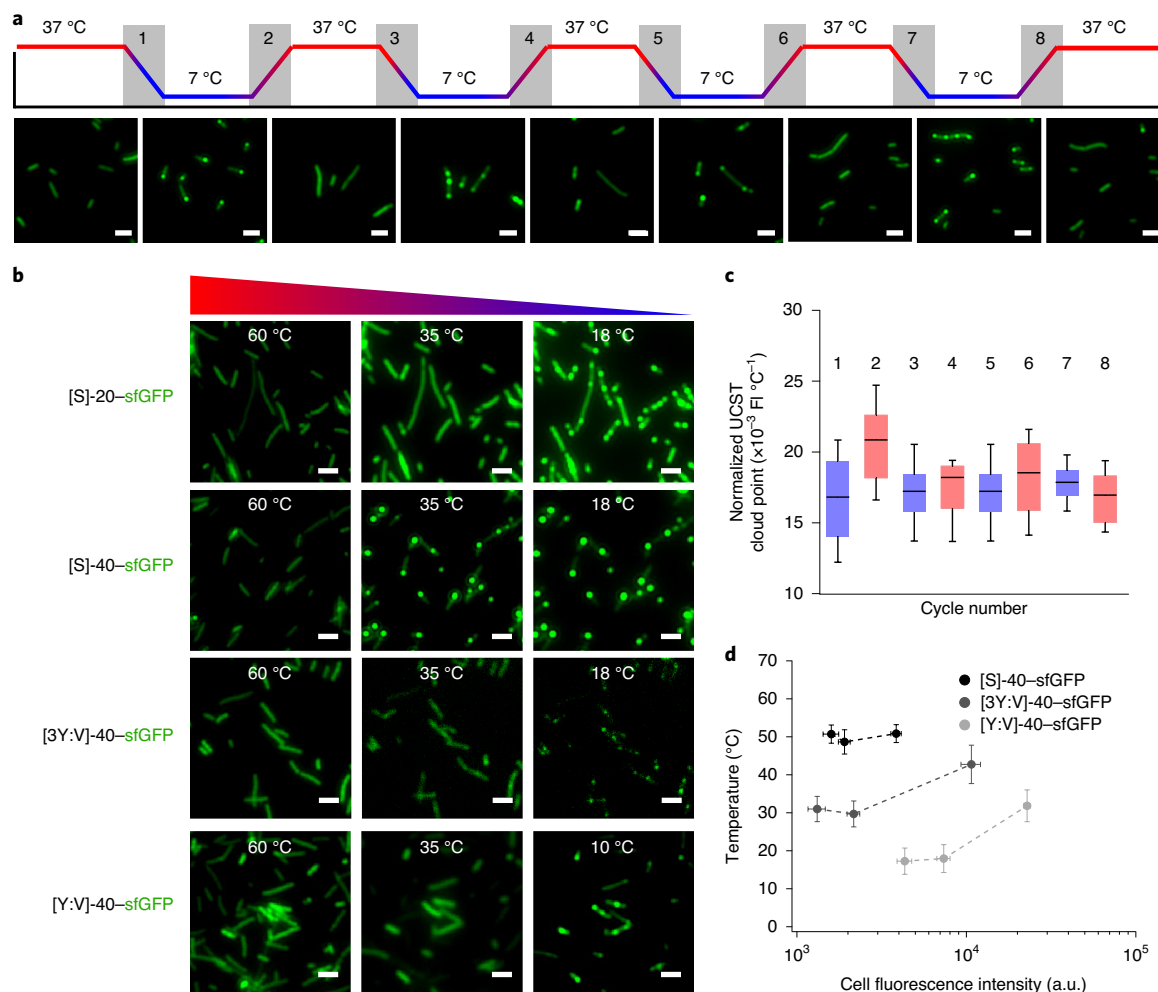 a
37 °C 1 2 37 °C 3 4 37 °C 5 6 37 °C 7 8 37 °C
7 °C 7 °C 7 °C 7 °C
b
60 °C 35 °C 18 °C
[S]-20–sfGFP
60 °C 35 °C 18 °C
[S]-40–sfGFP
60 °C 35 °C 18 °C
[3Y:V]-40–sfGFP
60 °C 35 °C 10 °C
[Y:V]-40–sfGFP
c
Normalized UCST
cloud point (×10⁻³ FI °C⁻¹)
30
25
20
15
10
1 2 3 4 5 6 7 8
Cycle number
d
Temperature (°C)
70
60
50
40
30
20
10
0
[S]-40–sfGFP
[3Y:V]-40–sfGFP
[Y:V]-40–sfGFP
10³ 10⁴ 10⁵
Cell fluorescence intensity (a.u.)